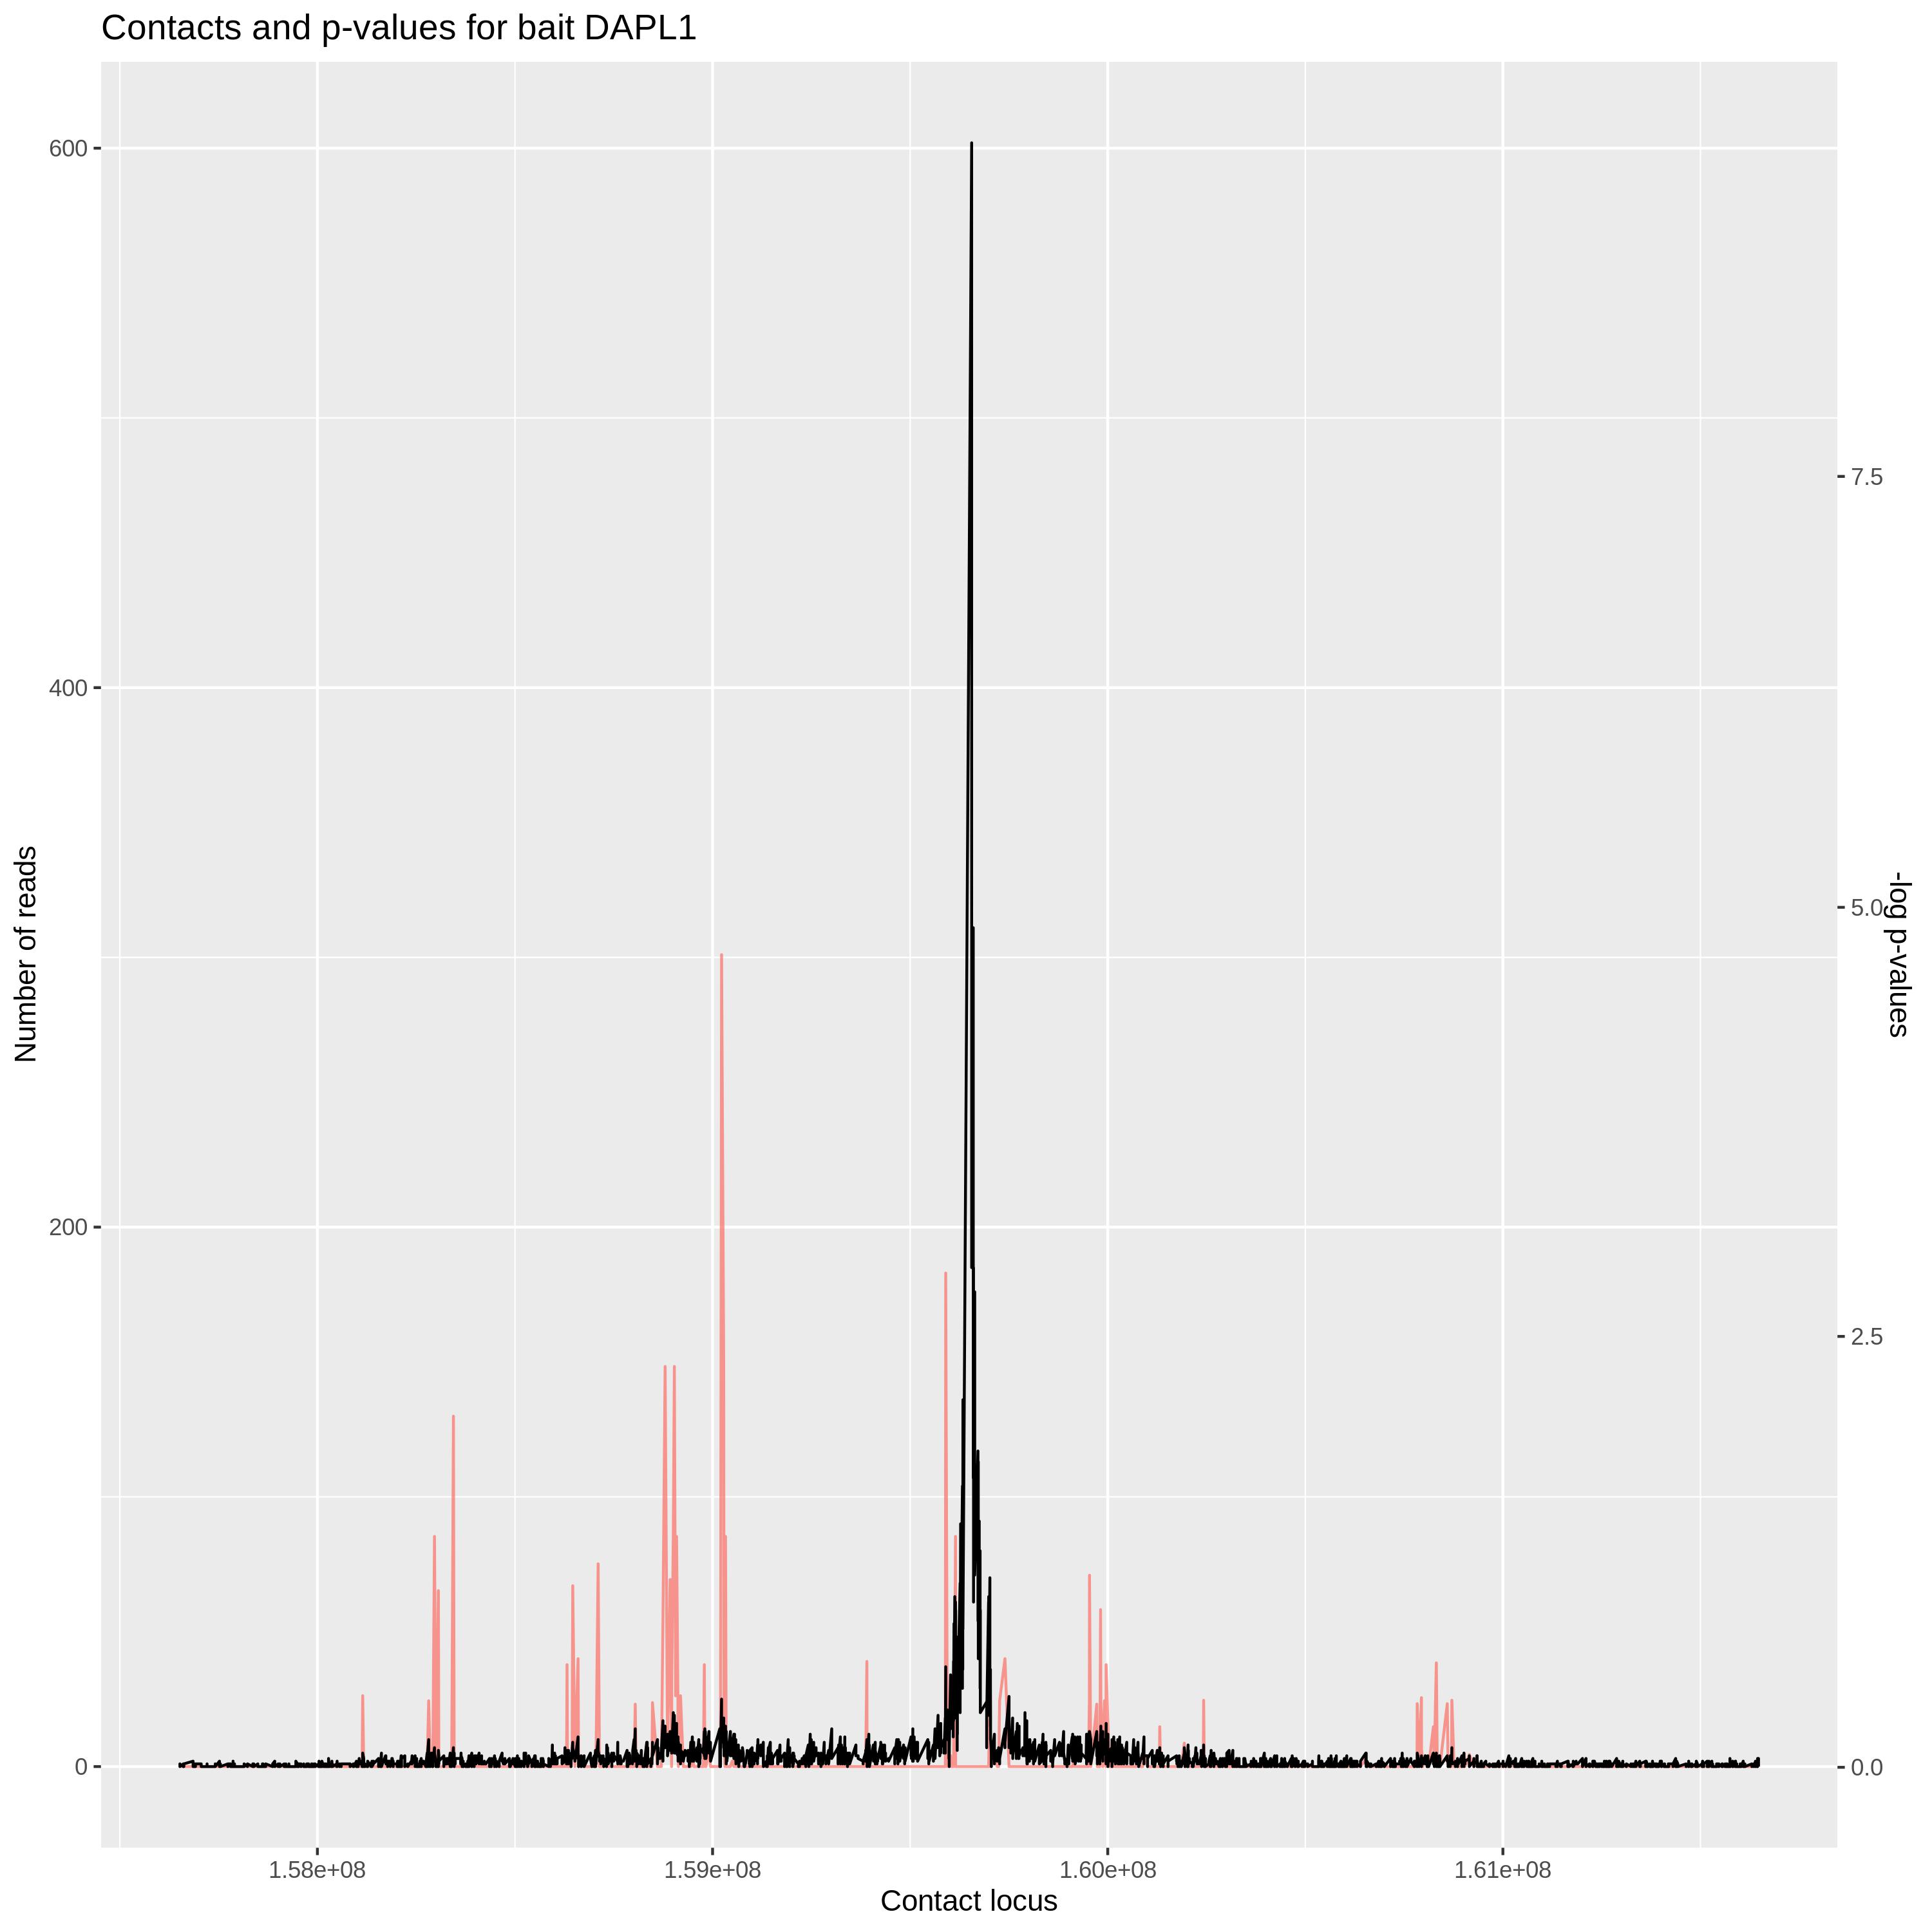 Contacts and p-values for bait DAPL1
600
400
200
0
7.5
5.0
2.5
0.0
Number of reads
-log p-values
1.58e+08
1.59e+08
1.60e+08
1.61e+08
Contact locus